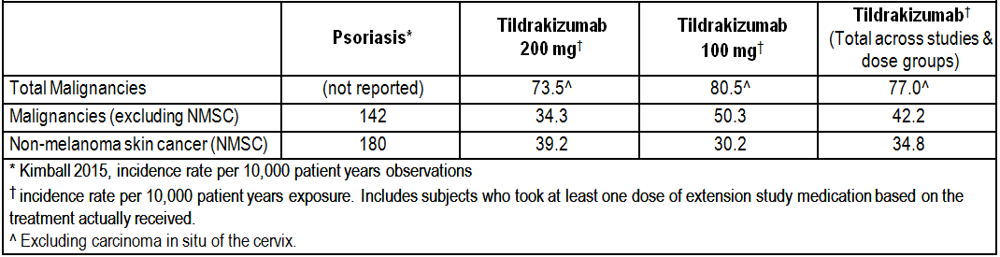 Psoriasis* Tildrakizumab 200 mg† Tildrakizumab 100 mg† Tildrakizumab† (Total across studies & dose groups)
Total Malignancies (not reported) 73.5^ 80.5^ 77.0^
Malignancies (excluding NMSC) 142 34.3 50.3 42.2
Non-melanoma skin cancer (NMSC) 180 39.2 30.2 34.8
* Kimball 2015, incidence rate per 10,000 patient years observations
† incidence rate per 10,000 patient years exposure. Includes subjects who took at least one dose of extension study medication based on the
treatment actually received.
^ Excluding carcinoma in situ of the cervix.